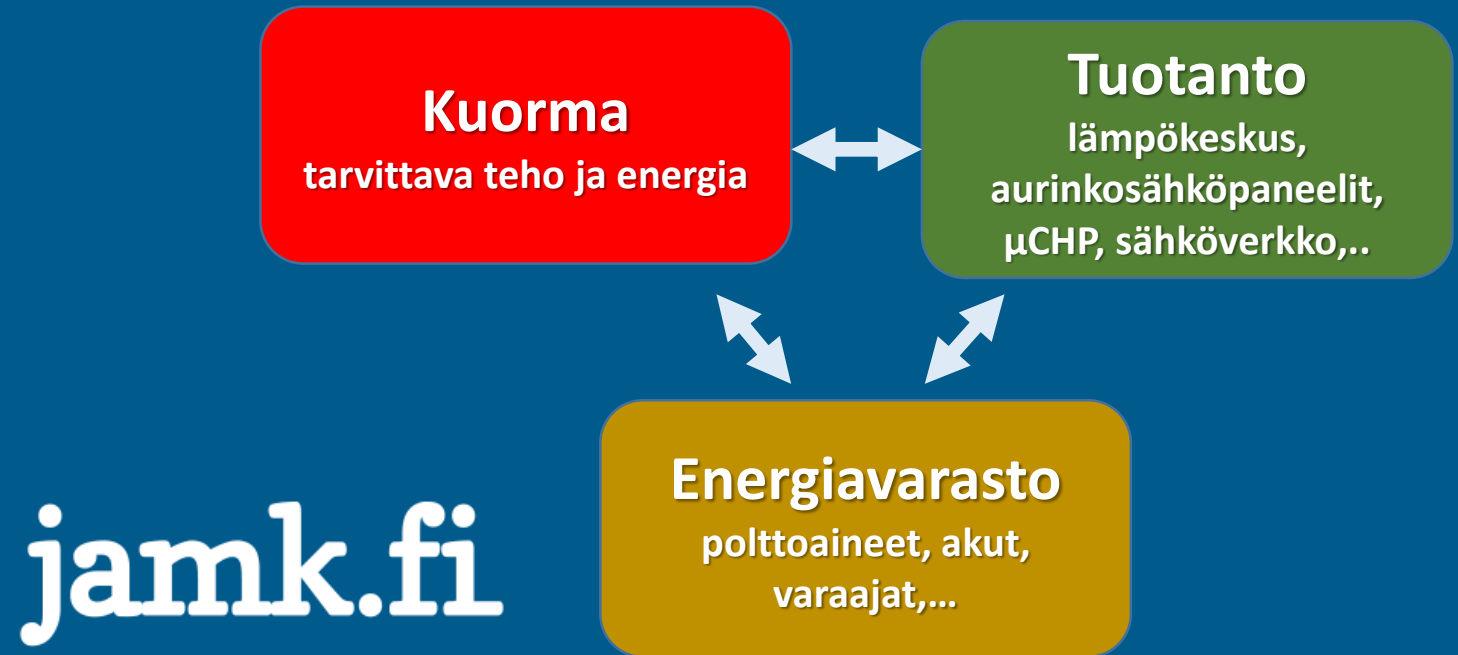 Kuorma
tarvittava teho ja energia
Tuotanto
lämpökeskus,
aurinkosähköpaneelit,
µCHP, sähköverkko,..
Energiavarasto
polttoaineet, akut,
varaajat,...
jamk.fi